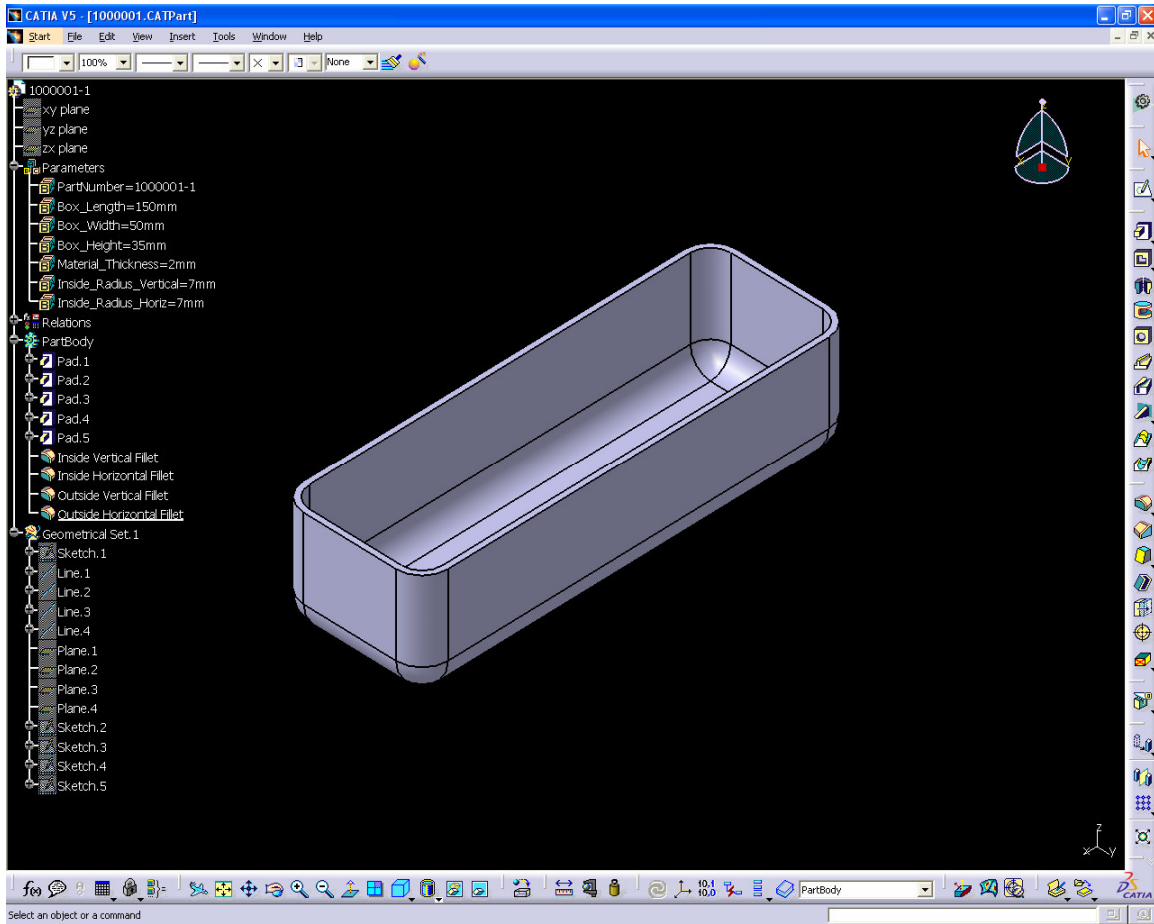 CATIA V5 - [1000001.CATPart]
Start File Edit View Insert Tools Window Help
100% None
1000001-1
xy plane
yz plane
zx plane
Parameters
PartNumber=1000001-1
Box_Length=150mm
Box_Width=50mm
Box_Height=35mm
Material_Thickness=2mm
Inside_Radius_Vertical=7mm
Inside_Radius_Horiz=7mm
Relations
PartBody
Pad.1
Pad.2
Pad.3
Pad.4
Pad.5
Inside Vertical Fillet
Inside Horizontal Fillet
Outside Vertical Fillet
Outside Horizontal Fillet
Geometrical Set.1
Sketch.1
Line.1
Line.2
Line.3
Line.4
Plane.1
Plane.2
Plane.3
Plane.4
Sketch.2
Sketch.3
Sketch.4
Sketch.5
z
x y
f(x) 10.1 10.0 PartBody CATIA
Select an object or a command